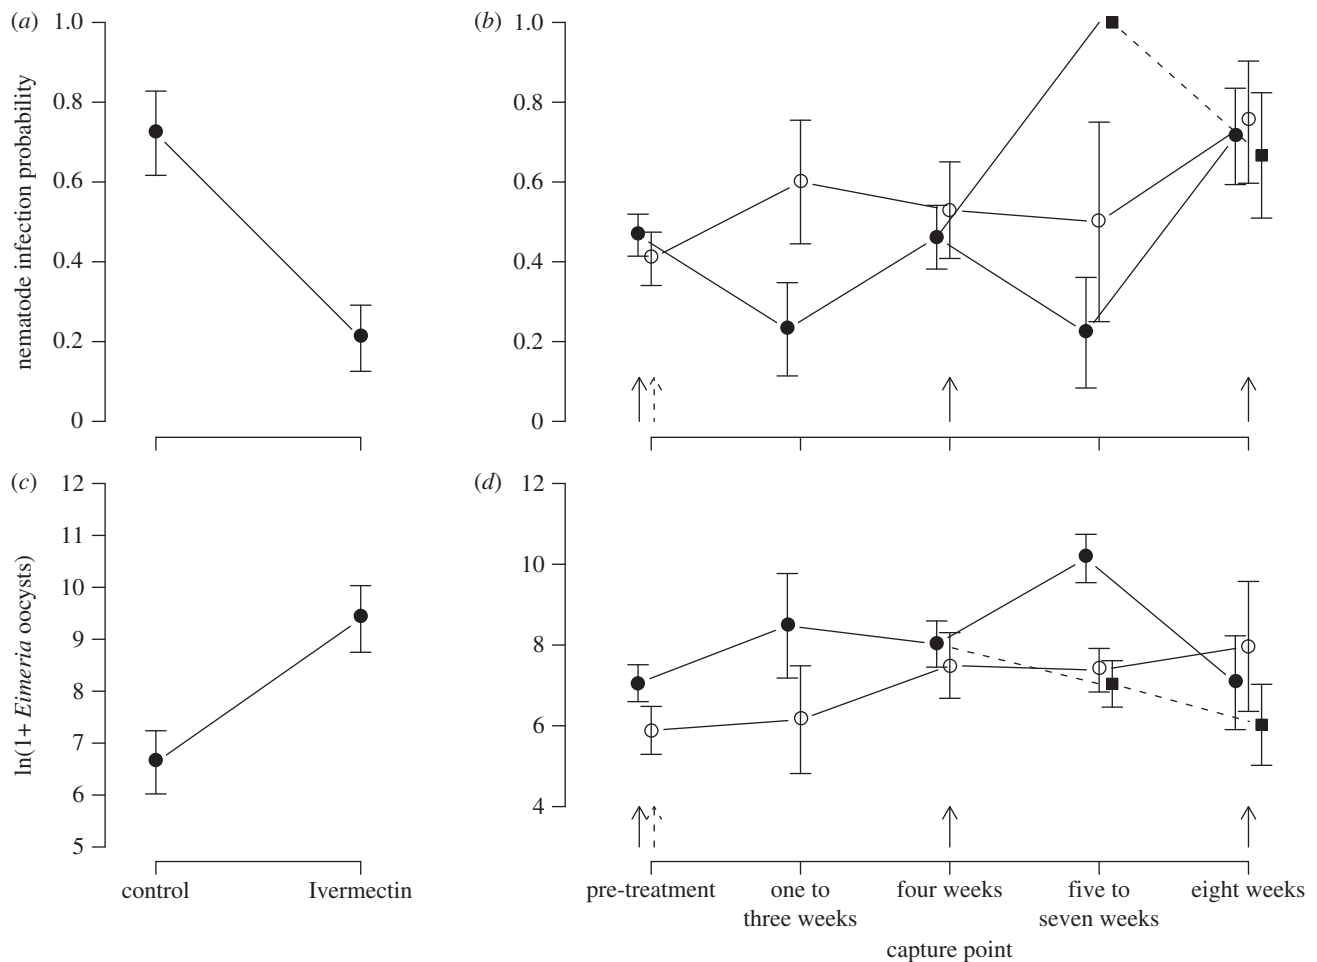 (a)
1.0
0.8
0.6
0.4
0.2
0
nematode infection probability
(b)
1.0
0.8
0.6
0.4
0.2
0
(c)
12
11
10
9
8
7
6
5
ln(1+ Eimeria oocysts)
control
Ivermectin
(d)
12
10
8
6
4
pre-treatment
one to
three weeks
four weeks
five to
seven weeks
eight weeks
capture point